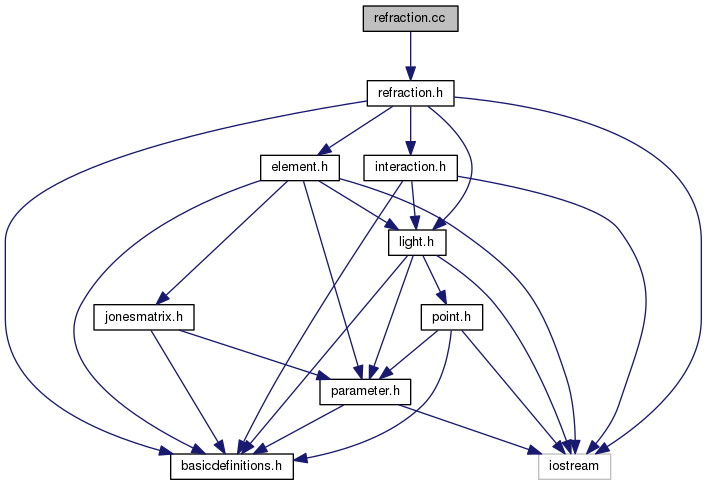 refraction.cc
refraction.h
element.h
interaction.h
light.h
jonesmatrix.h
point.h
parameter.h
basicdefinitions.h
iostream